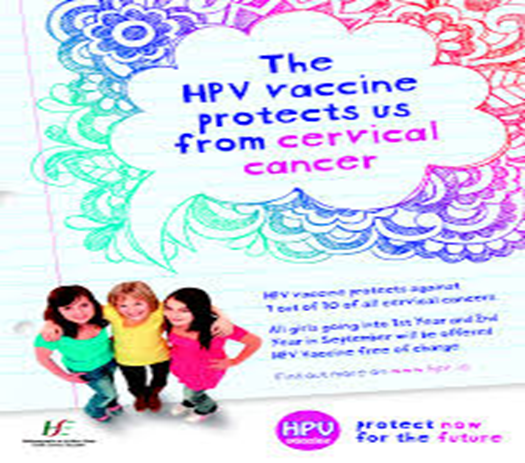 The
HPV vaccine
protects us
from cervical
cancer
HPV vaccine protects against
7 out of 10 of all cervical cancers
All girls going into 1st Year and 2nd
Year in September will be offered
HPV Vaccine free of charge
Find out more on www.hpv.ie
HPV
vaccine
protect now
for the future